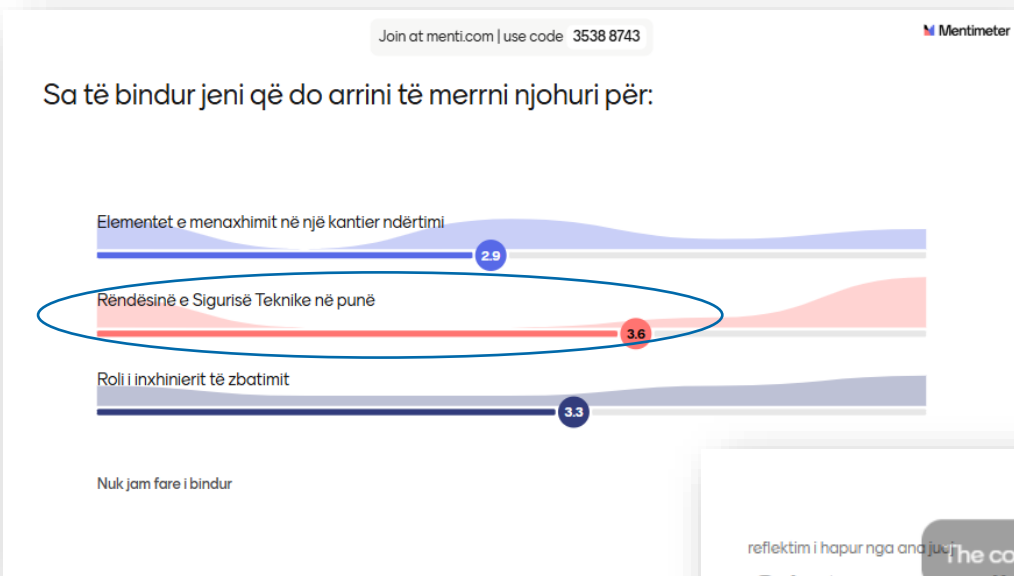 Join at menti.com | use code 3538 8743
Mentimeter
Sa të bindur jeni që do arrini të merrni njohuri për:
Elementet e menaxhimit në një kantier ndërtimi
2.9
Rëndësinë e Sigurisë Teknike në punë
3.6
Roli i inxhinierit të zbatimit
3.3
Nuk jam fare i bindur
reflektim i hapur nga ana
The